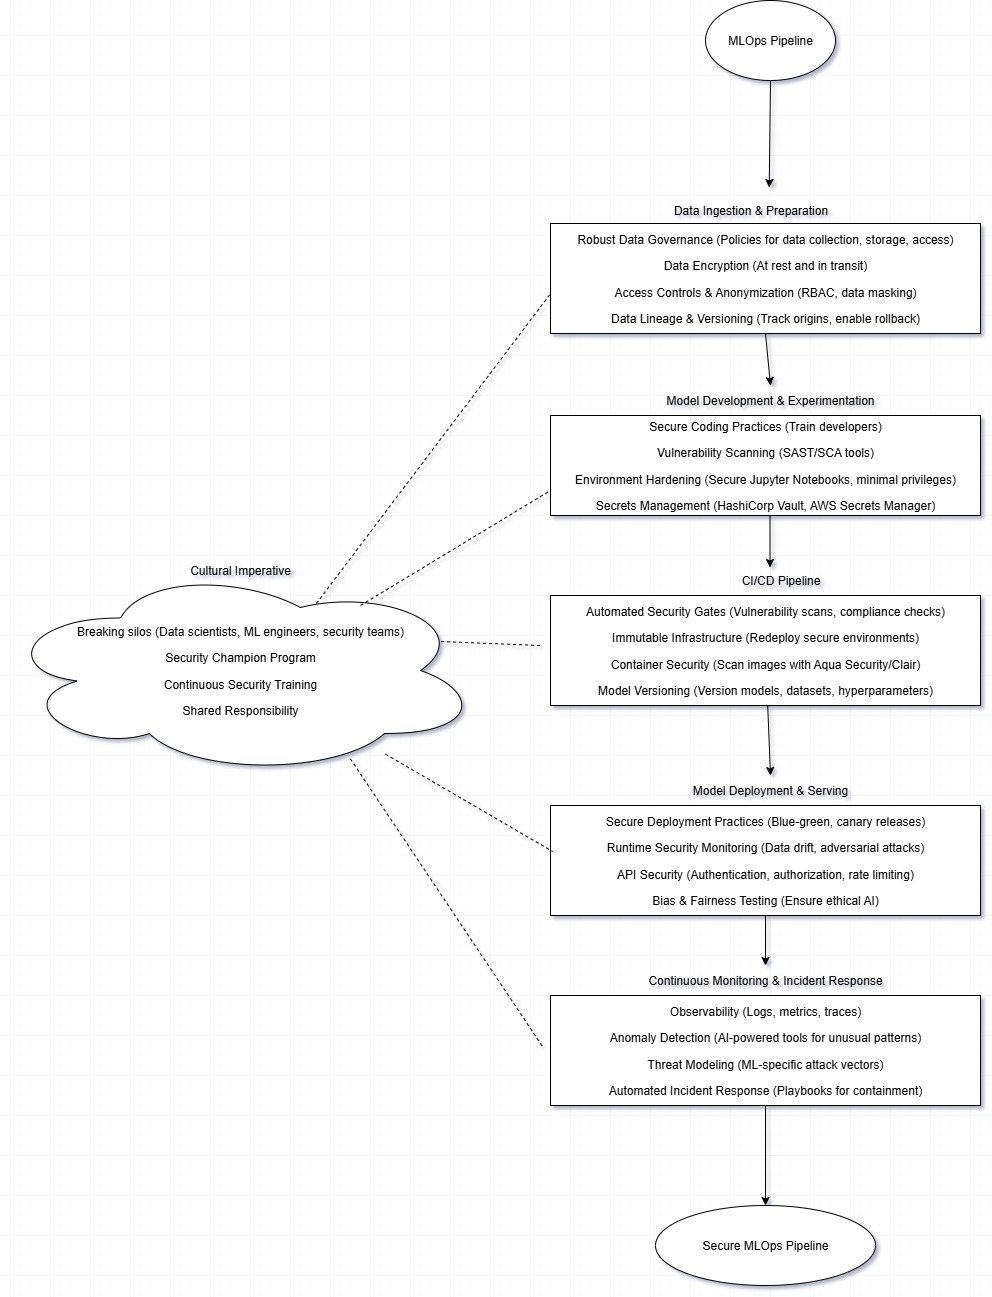 MLOps Pipeline
Data Ingestion & Preparation
Robust Data Governance (Policies for data collection, storage, access)
Data Encryption (At rest and in transit)
Access Controls & Anonymization (RBAC, data masking)
Data Lineage & Versioning (Track origins, enable rollback)
Model Development & Experimentation
Secure Coding Practices (Train developers)
Vulnerability Scanning (SAST/SCA tools)
Environment Hardening (Secure Jupyter Notebooks, minimal privileges)
Secrets Management (HashiCorp Vault, AWS Secrets Manager)
Cultural Imperative
Breaking silos (Data scientists, ML engineers, security teams)
Security Champion Program
Continuous Security Training
Shared Responsibility
CI/CD Pipeline
Automated Security Gates (Vulnerability scans, compliance checks)
Immutable Infrastructure (Redeploy secure environments)
Container Security (Scan images with Aqua Security/Clair)
Model Versioning (Version models, datasets, hyperparameters)
Model Deployment & Serving
Secure Deployment Practices (Blue-green, canary releases)
Runtime Security Monitoring (Data drift, adversarial attacks)
API Security (Authentication, authorization, rate limiting)
Bias & Fairness Testing (Ensure ethical AI)
Continuous Monitoring & Incident Response
Observability (Logs, metrics, traces)
Anomaly Detection (AI-powered tools for unusual patterns)
Threat Modeling (ML-specific attack vectors)
Automated Incident Response (Playbooks for containment)
Secure MLOps Pipeline